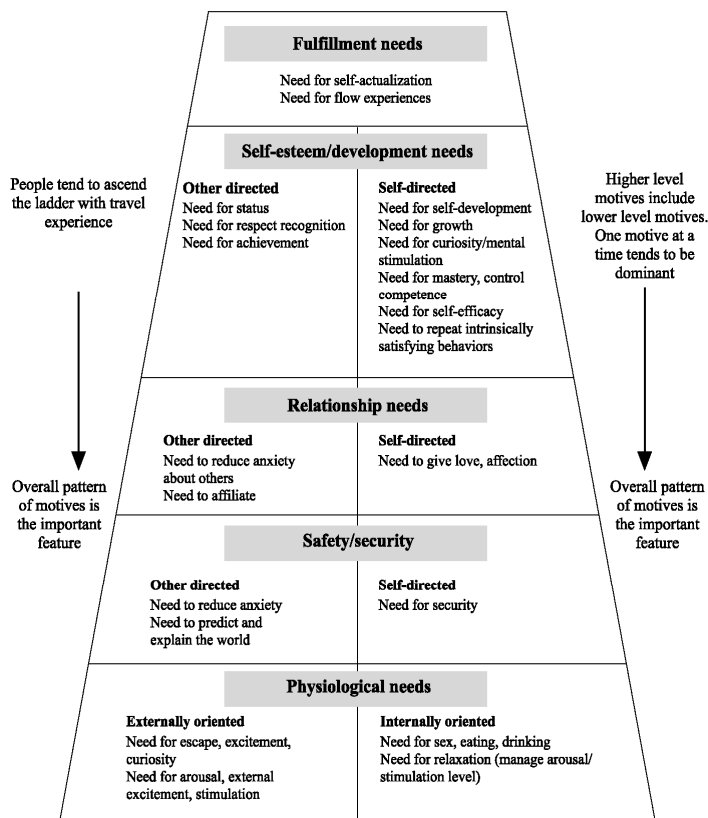 Fulfillment needs
Need for self-actualization
Need for flow experiences
Self-esteem/development needs
People tend to ascend
the ladder with travel
experience
Other directed
Need for status
Need for respect recognition
Need for achievement
Self-directed
Need for self-development
Need for growth
Need for curiosity/mental
stimulation
Need for mastery, control
competence
Need for self-efficacy
Need to repeat intrinsically
satisfying behaviors
Higher level
motives include
lower level motives.
One motive at a
time tends to be
dominant
Relationship needs
Other directed
Need to reduce anxiety
about others
Need to affiliate
Self-directed
Need to give love, affection
Overall pattern
of motives is
the important
feature
Overall pattern
of motives is
the important
feature
Safety/security
Other directed
Need to reduce anxiety
Need to predict and
explain the world
Self-directed
Need for security
Physiological needs
Externally oriented
Need for escape, excitement,
curiosity
Need for arousal, external
excitement, stimulation
Internally oriented
Need for sex, eating, drinking
Need for relaxation (manage arousal/
stimulation level)